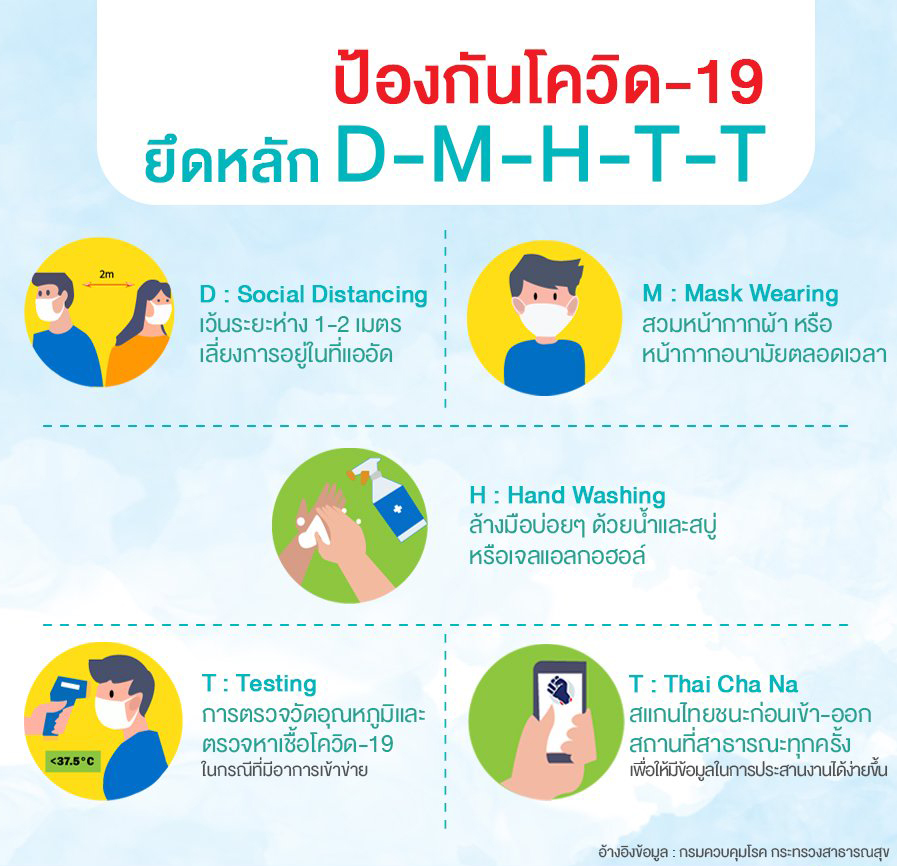 ป้องกันโควิด-19
ยึดหลัก D-M-H-T-T
2m
D : Social Distancing
เว้นระยะห่าง 1-2 เมตร
เลี่ยงการอยู่ในที่แออัด
M : Mask Wearing
สวมหน้ากากผ้า หรือ
หน้ากากอนามัยตลอดเวลา
H : Hand Washing
ล้างมือบ่อยๆ ด้วยน้ำและสบู่
หรือเจลแอลกอฮอล์
<37.5°C
T : Testing
การตรวจวัดอุณหภูมิและ
ตรวจหาเชื้อโควิด-19
ในกรณีที่มีอาการเข้าข่าย
T : Thai Cha Na
สแกนไทยชนะก่อนเข้า-ออก
สถานที่สาธารณะทุกครั้ง
เพื่อให้มีข้อมูลในการประสานงานได้ง่ายขึ้น
อ้างอิงข้อมูล : กรมควบคุมโรค กระทรวงสาธารณสุข